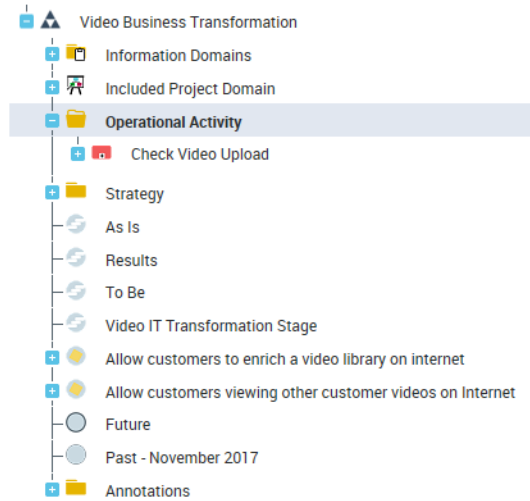 Video Business Transformation
Information Domains
Included Project Domain
Operational Activity
Check Video Upload
Strategy
As Is
Results
To Be
Video IT Transformation Stage
Allow customers to enrich a video library on internet
Allow customers viewing other customer videos on Internet
Future
Past - November 2017
Annotations